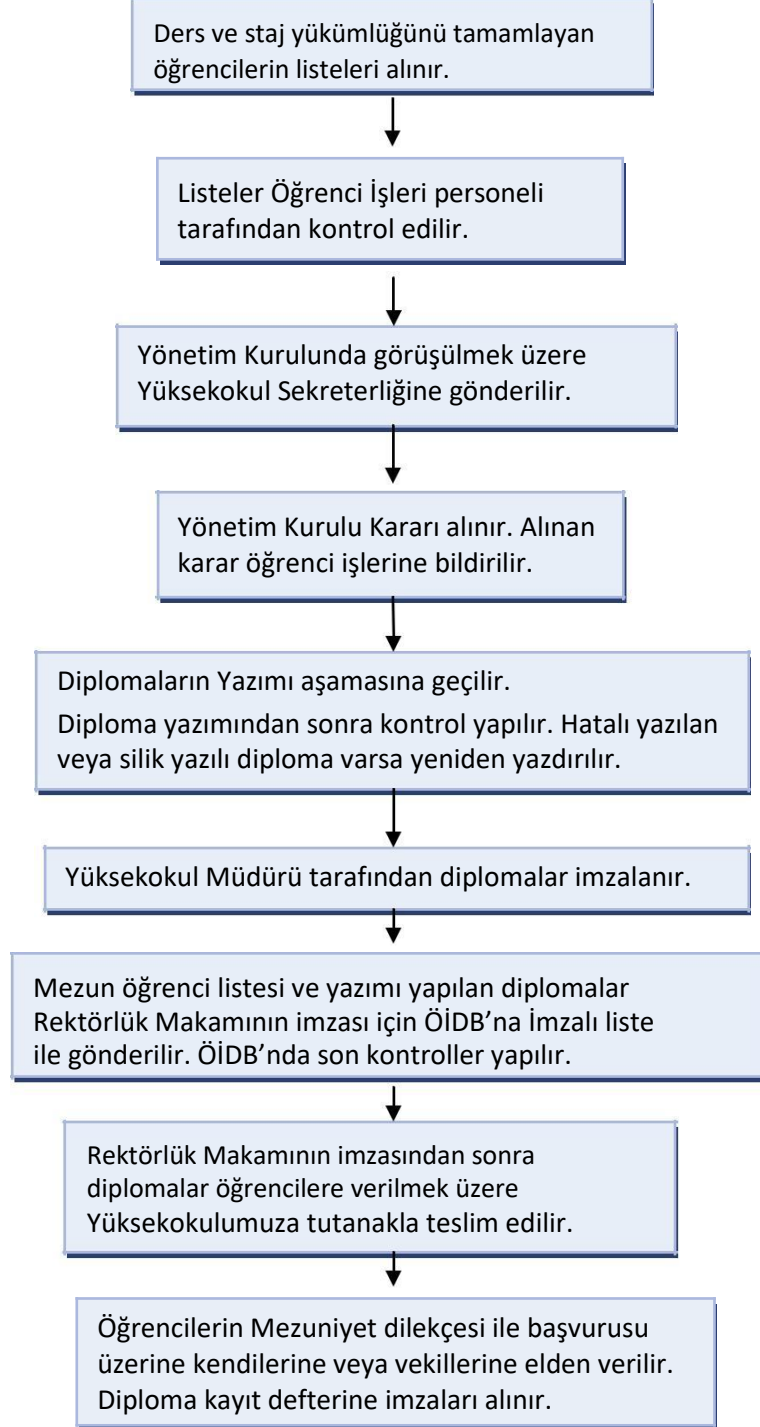 Ders ve staj yükümlüğünü tamamlayan
öğrencilerin listeleri alınır.
Listeler Öğrenci İşleri personeli
tarafından kontrol edilir.
Yönetim Kurulunda görüşülmek üzere
Yüksekokul Sekreterliğine gönderilir.
Yönetim Kurulu Kararı alınır. Alınan
karar öğrenci işlerine bildirilir.
Diplomaların Yazımı aşamasına geçilir.
Diploma yazımından sonra kontrol yapılır. Hatalı yazılan
veya silik yazılı diploma varsa yeniden yazdırılır.
Yüksekokul Müdürü tarafından diplomalar imzalanır.
Mezun öğrenci listesi ve yazımı yapılan diplomalar
Rektörlük Makamının imzası için ÖİDB’na İmzalı liste
ile gönderilir. ÖİDB’nda son kontroller yapılır.
Rektörlük Makamının imzasından sonra
diplomalar öğrencilere verilmek üzere
Yüksekokulumuza tutanakla teslim edilir.
Öğrencilerin Mezuniyet dilekçesi ile başvurusu
üzerine kendilerine veya vekillerine elden verilir.
Diploma kayıt defterine imzaları alınır.